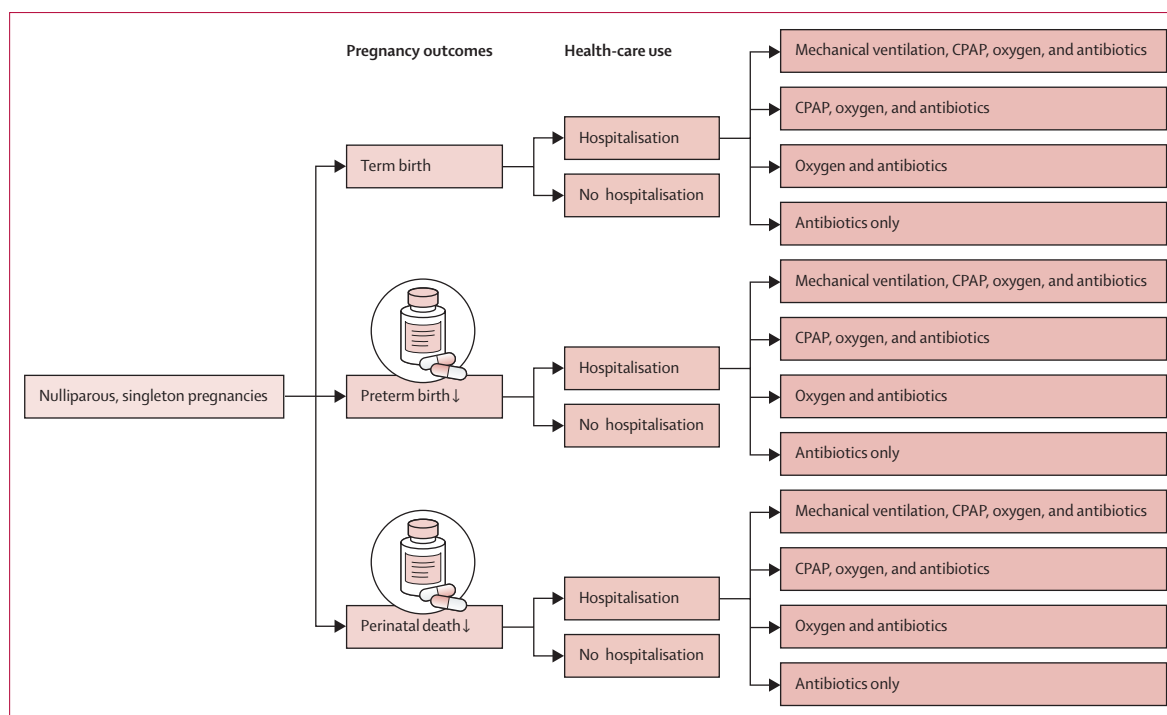 Pregnancy outcomes
Health-care use
Mechanical ventilation, CPAP, oxygen, and antibiotics
CPAP, oxygen, and antibiotics
Hospitalisation
Term birth
Oxygen and antibiotics
No hospitalisation
Antibiotics only
Mechanical ventilation, CPAP, oxygen, and antibiotics
CPAP, oxygen, and antibiotics
Hospitalisation
Nulliparous, singleton pregnancies
Preterm birth↓
Oxygen and antibiotics
No hospitalisation
Antibiotics only
Mechanical ventilation, CPAP, oxygen, and antibiotics
CPAP, oxygen, and antibiotics
Hospitalisation
Perinatal death↓
Oxygen and antibiotics
No hospitalisation
Antibiotics only